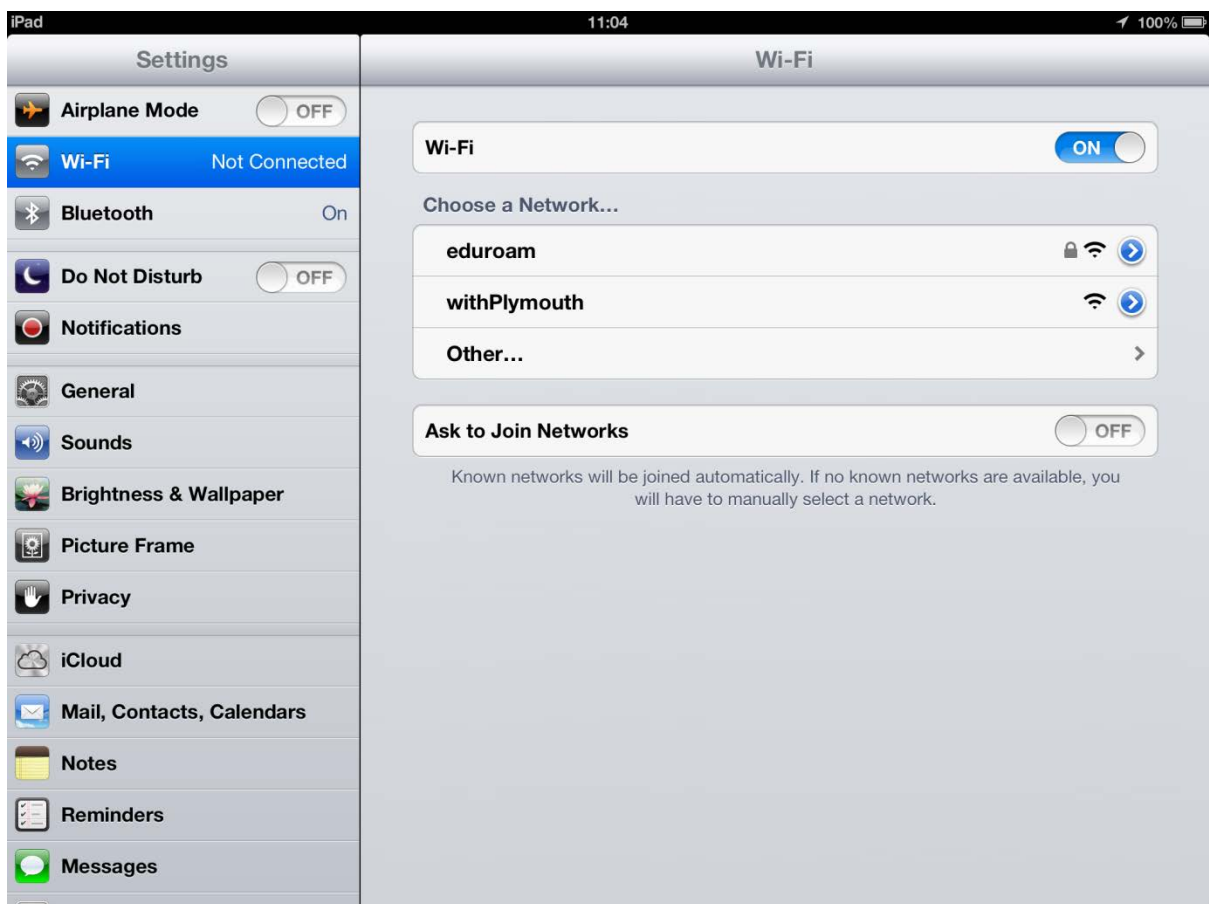 iPad
11:04
100%
Settings
Wi-Fi
Airplane Mode OFF
Wi-Fi Not Connected
Bluetooth On
Do Not Disturb OFF
Notifications
General
Sounds
Brightness & Wallpaper
Picture Frame
Privacy
iCloud
Mail, Contacts, Calendars
Notes
Reminders
Messages
Wi-Fi ON
Choose a Network...
eduroam
withPlymouth
Other...
Ask to Join Networks OFF
Known networks will be joined automatically. If no known networks are available, you
will have to manually select a network.